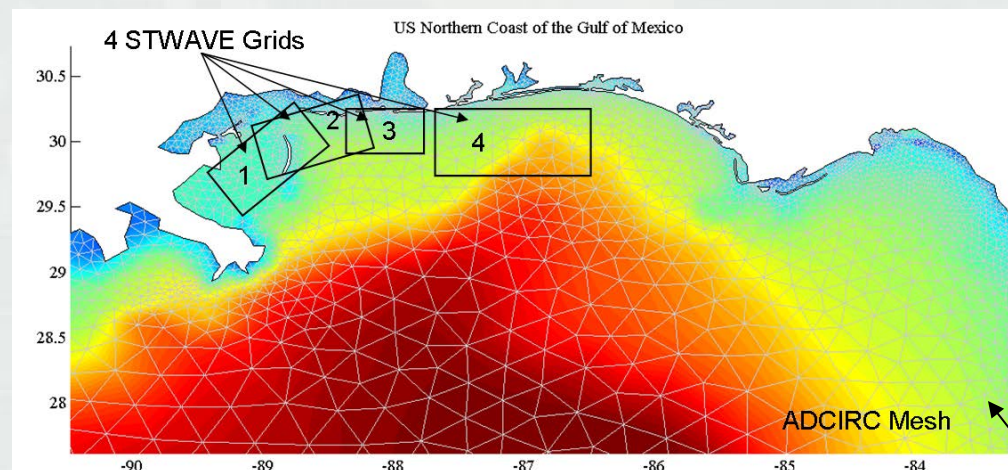 US Northern Coast of the Gulf of Mexico
4 STWAVE Grids
30.5
30
29.5
29
28.5
28
1
2
3
4
ADCIRC Mesh
-90 -89 -88 -87 -86 -85 -84